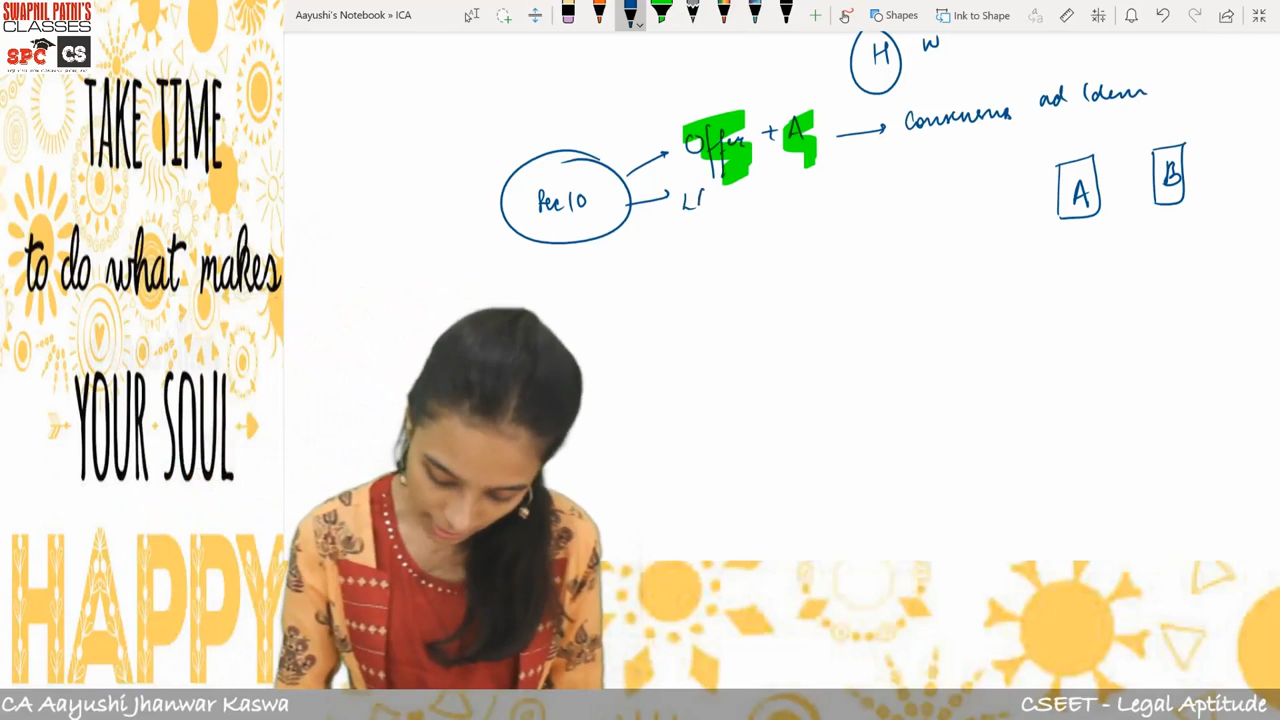 SWAPNIL PATNI'S
CLASSES
SPC CS
Aayushi's Notebook » ICA
Shapes
Ink to Shape
H W
Offer + A → Consensus ad Idem
Sec 10
LR
A B
TAKE TIME
to do what makes
YOUR SOUL
HAPPY
CA Aayushi Jhanwar Kaswa
CSEET - Legal Aptitude